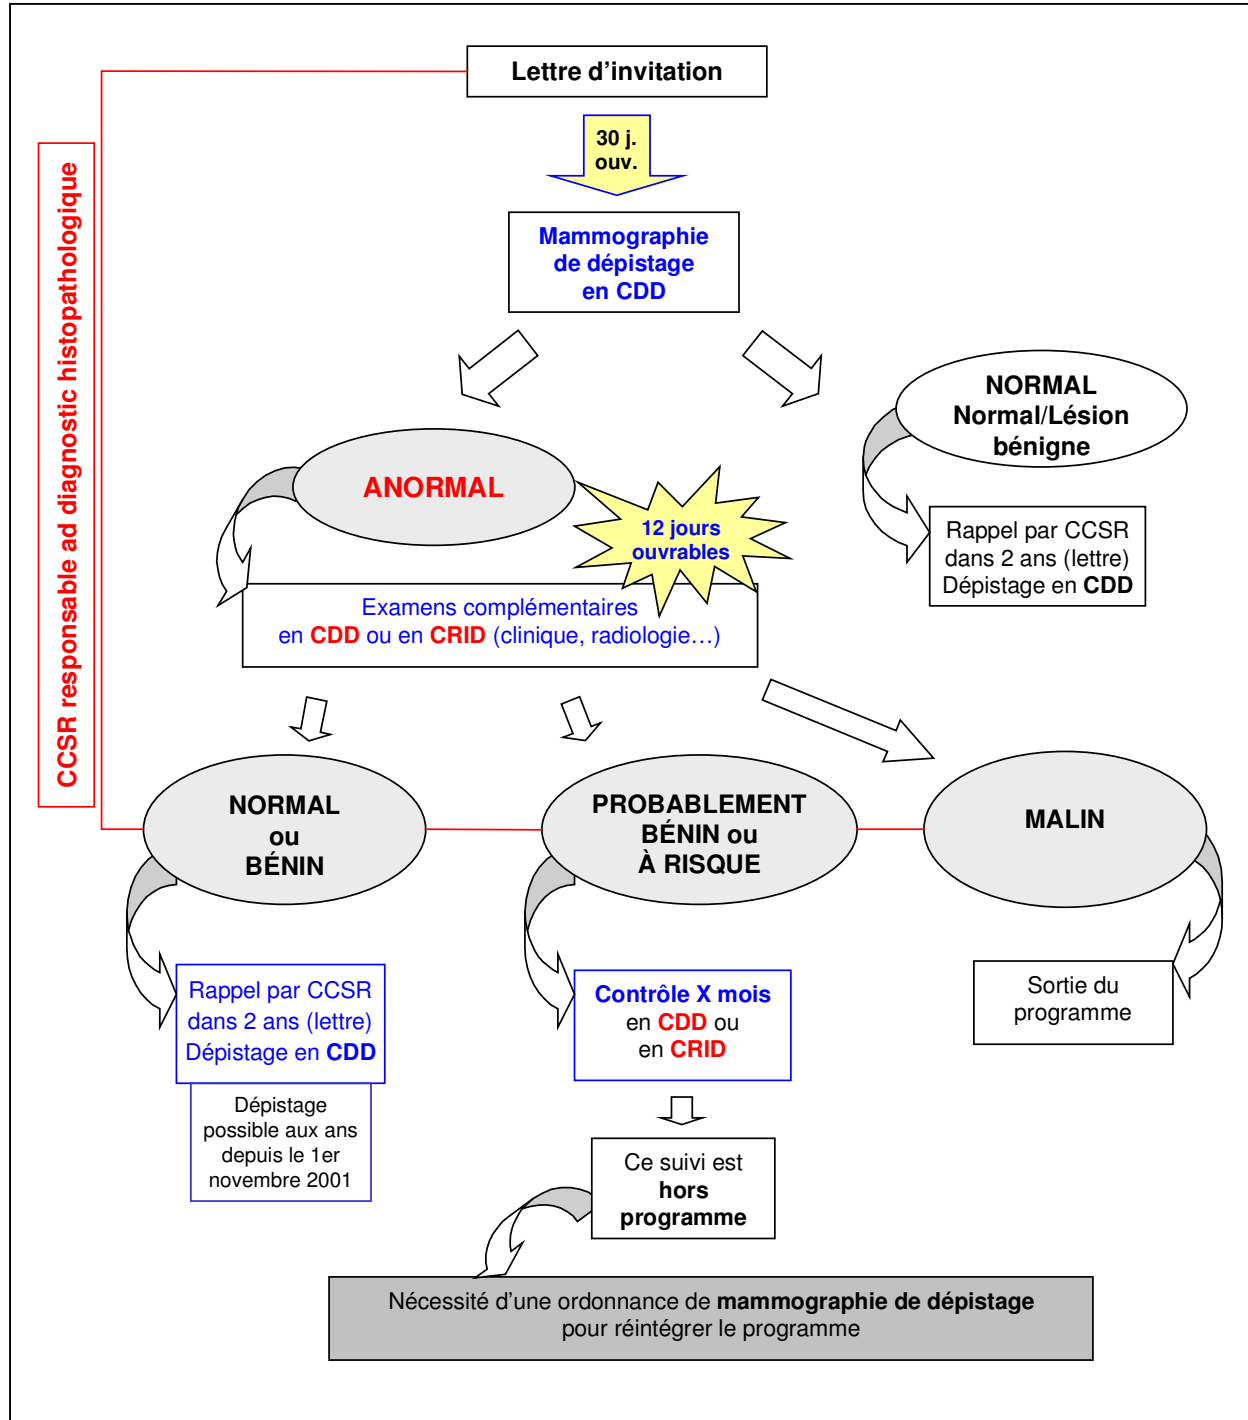 Lettre d’invitation
30 j.
ouv.
CCSR responsable ad diagnostic histopathologique
Mammographie
de dépistage
en CDD
NORMAL
Normal/Lésion
bénigne
ANORMAL
12 jours
ouvrables
Rappel par CCSR
dans 2 ans (lettre)
Dépistage en CDD
Examens complémentaires
en CDD ou en CRID (clinique, radiologie…)
NORMAL
ou
BÉNIN
PROBABLEMENT
BÉNIN ou
À RISQUE
MALIN
Rappel par CCSR
dans 2 ans (lettre)
Dépistage en CDD
Contrôle X mois
en CDD ou
en CRID
Sortie du
programme
Dépistage
possible aux ans
depuis le 1er
novembre 2001
Ce suivi est
hors
programme
Nécessité d’une ordonnance de mammographie de dépistage
pour réintégrer le programme